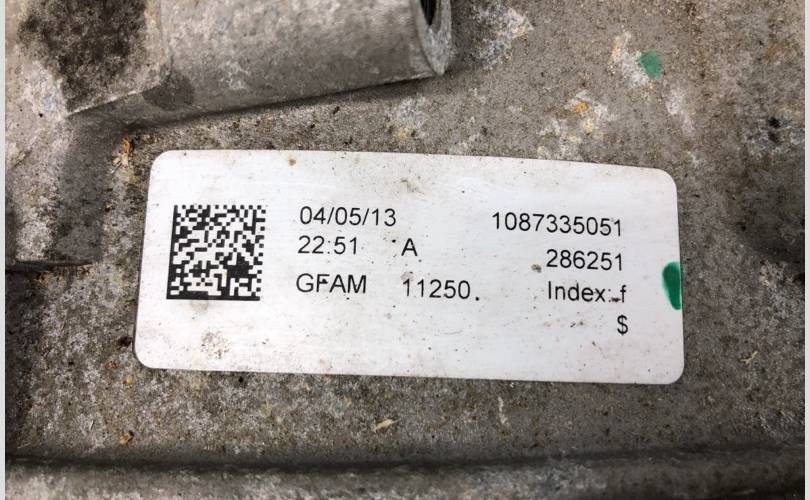 04/05/13 1087335051
22:51 A 286251
GFAM 11250. Index: f
$